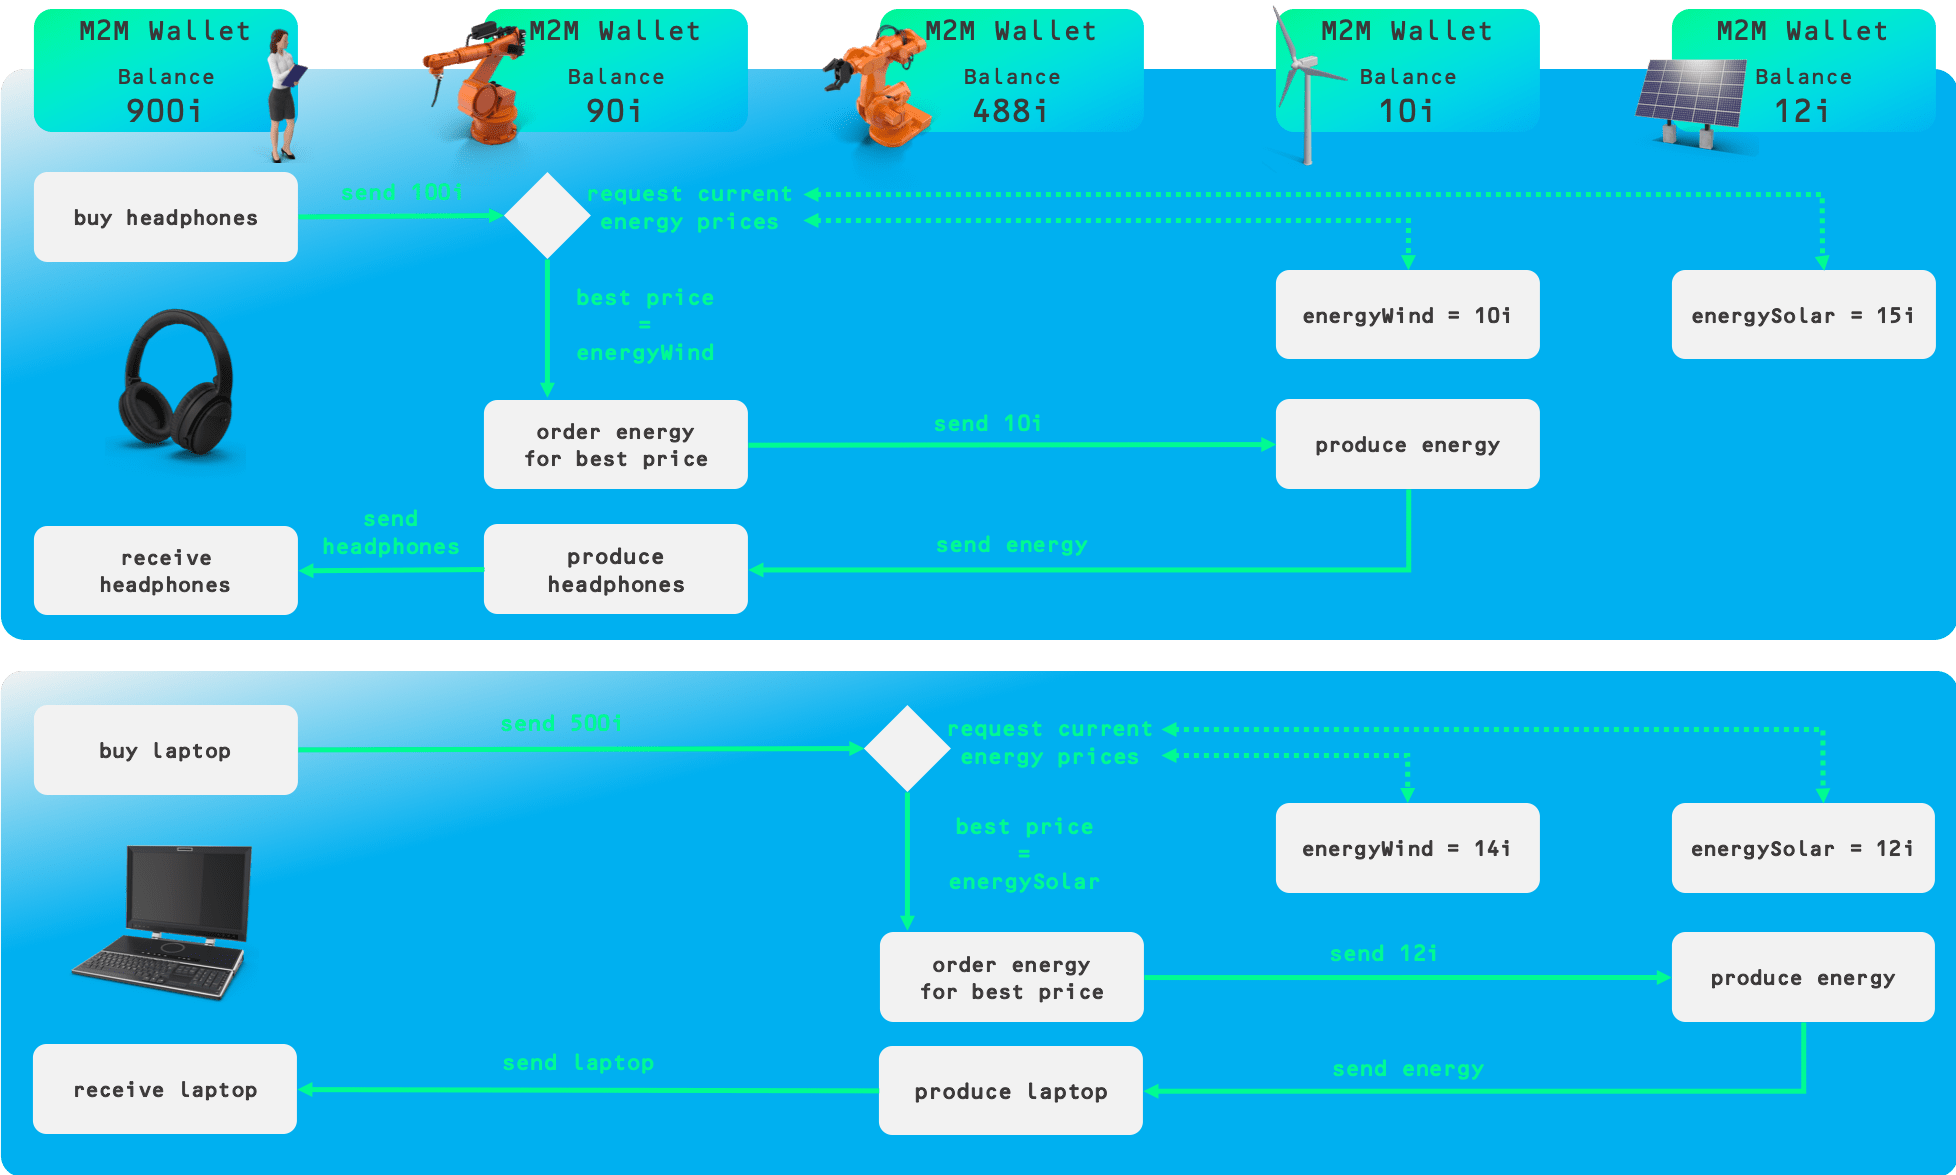 M2M Wallet
Balance
900i
M2M Wallet
Balance
90i
M2M Wallet
Balance
488i
M2M Wallet
Balance
10i
M2M Wallet
Balance
12i
buy headphones
send 100i
request current
energy prices
best price
=
energyWind
energyWind = 10i
energySolar = 15i
order energy
for best price
send 10i
produce energy
send energy
produce
headphones
send
headphones
receive
headphones
buy laptop
send 500i
request current
energy prices
best price
=
energySolar
energyWind = 14i
energySolar = 12i
order energy
for best price
send 12i
produce energy
send energy
produce laptop
send laptop
receive laptop